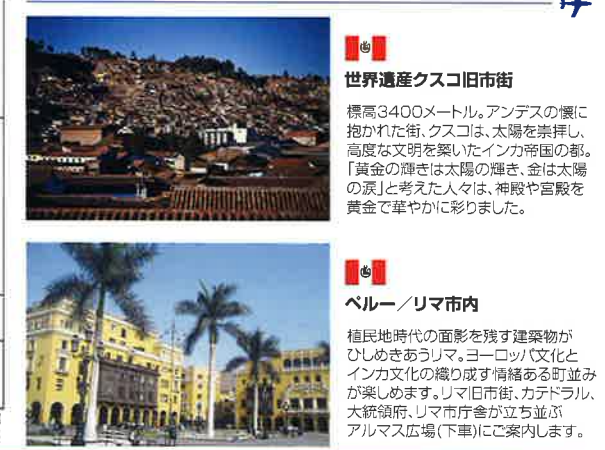 世界遺産クスコ旧市街
標高3400メートル。アンデスの懐に
抱かれた街、クスコは、太陽を崇拝し、
高度な文明を築いたインカ帝国の都。
「黄金の輝きは太陽の輝き、金は太陽
の涙」と考えた人々は、神殿や宮殿を
黄金で華やかに彩りました。
ペルー／リマ市内
植民地時代の面影を残す建築物が
ひしめきあうリマ。ヨーロッパ文化と
インカ文化の織り成す情緒ある町並み
が楽しめます。リマ旧市街、カテドラル、
大統領府、リマ市庁舎が立ち並ぶ
アルマス広場(下車)にご案内します。